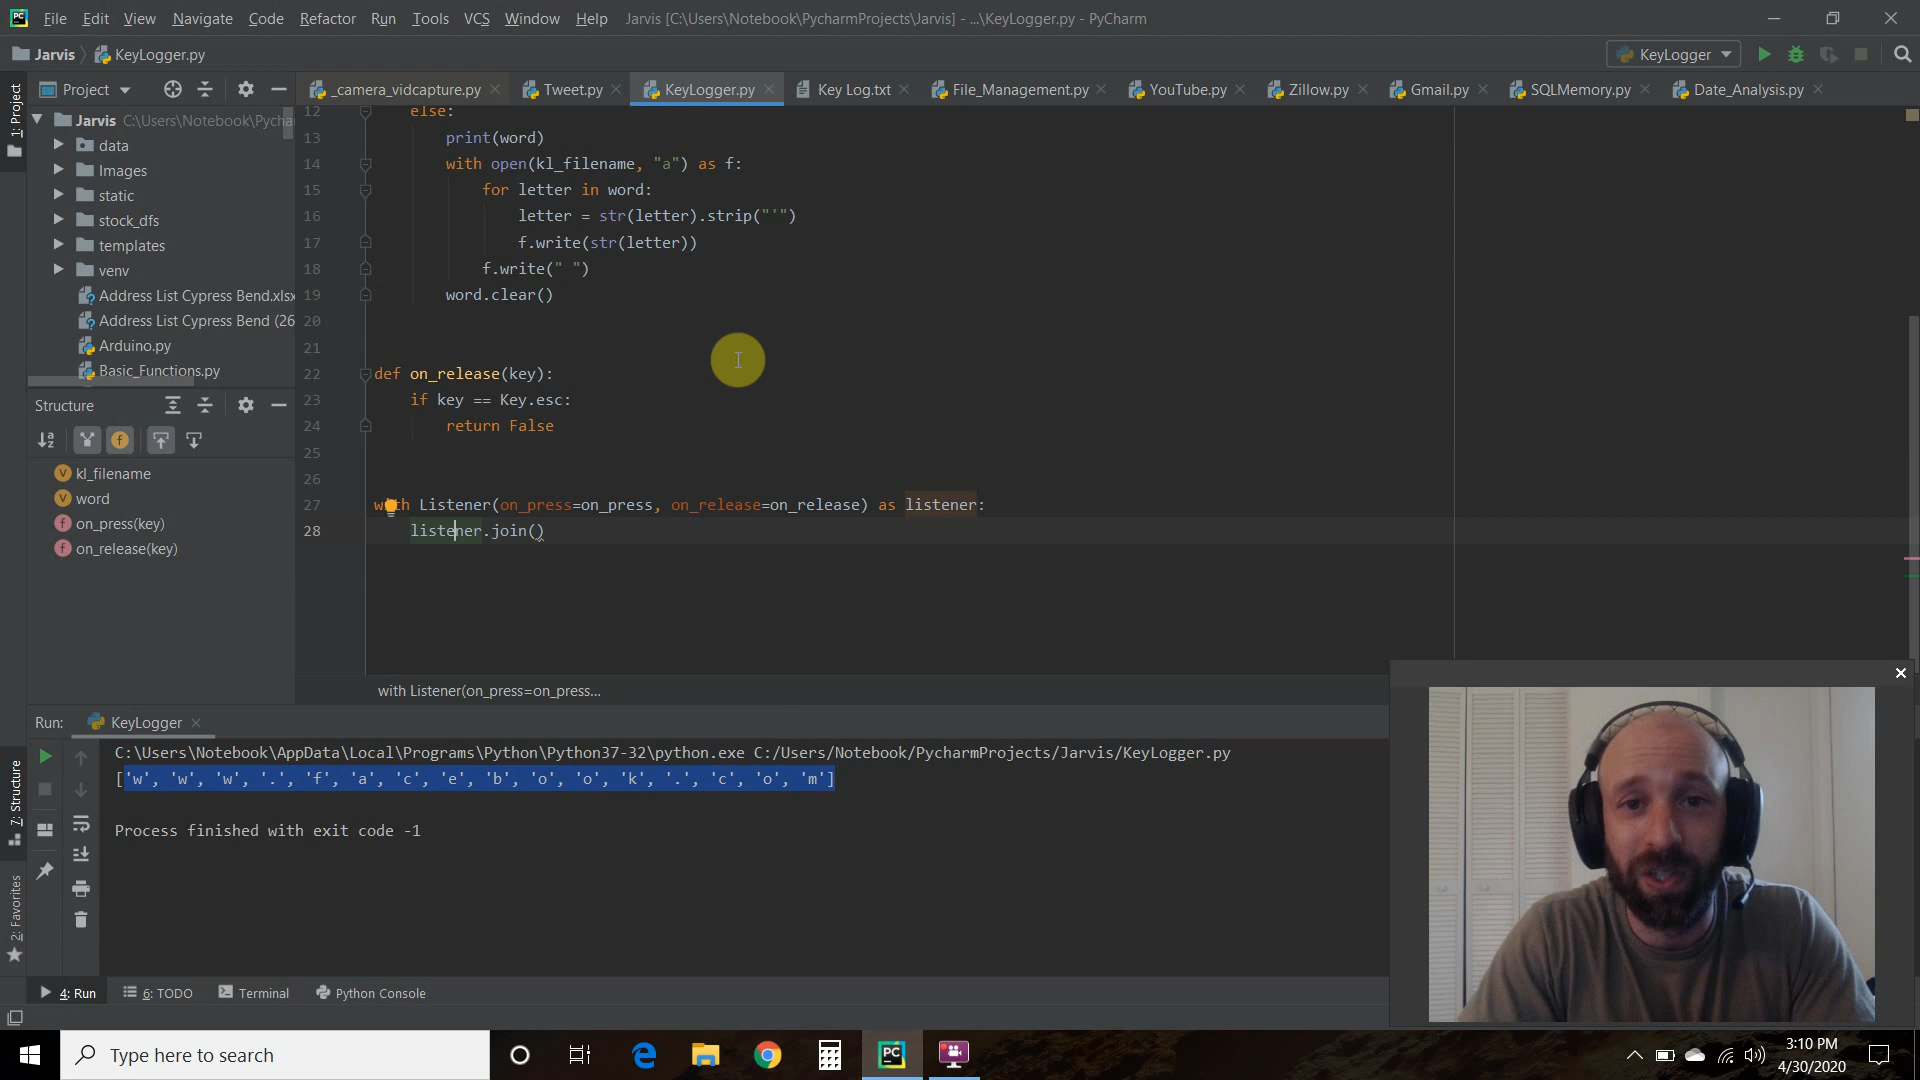 File Edit View Navigate Code Refactor Run Tools VCS Window Help Jarvis [C:\Users\Notebook\PycharmProjects\Jarvis] - ...\KeyLogger.py - PyCharm
Jarvis KeyLogger.py KeyLogger
1: Project
Project
_camera_vidcapture.py Tweet.py KeyLogger.py Key Log.txt File_Management.py YouTube.py Zillow.py Gmail.py SQLMemory.py Date_Analysis.py
Jarvis C:\Users\Notebook\Pycha
data
Images
static
stock_dfs
templates
venv
Address List Cypress Bend.xlsx
Address List Cypress Bend (26
Arduino.py
Basic_Functions.py
12 else:
13 print(word)
14 with open(kl_filename, "a") as f:
15 for letter in word:
16 letter = str(letter).strip("'")
17 f.write(str(letter))
18 f.write(" ")
19 word.clear()
20
21
22 def on_release(key):
23 if key == Key.esc:
24 return False
25
26
27 with Listener(on_press=on_press, on_release=on_release) as listener:
28 listener.join()
with Listener(on_press=on_press...
Structure
kl_filename
word
on_press(key)
on_release(key)
7: Structure
2: Favorites
Run: KeyLogger
C:\Users\Notebook\AppData\Local\Programs\Python\Python37-32\python.exe C:/Users/Notebook/PycharmProjects/Jarvis/KeyLogger.py
['w', 'w', 'w', '.', 'f', 'a', 'c', 'e', 'b', 'o', 'o', 'k', '.', 'c', 'o', 'm']
Process finished with exit code -1
4: Run 6: TODO Terminal Python Console
Type here to search
3:10 PM
4/30/2020